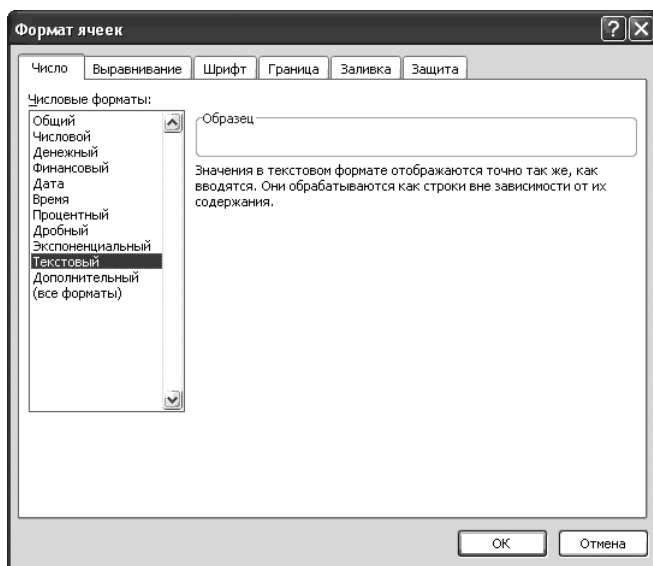 Формат ячеек
Число Выравнивание Шрифт Граница Заливка Защита
Числовые форматы:
Общий
Числовой
Денежный
Финансовый
Дата
Время
Процентный
Дробный
Экспоненциальный
Текстовый
Дополнительный
(все форматы)
Образец
Значения в текстовом формате отображаются точно так же, как
вводятся. Они обрабатываются как строки вне зависимости от их
содержания.
ОК Отмена